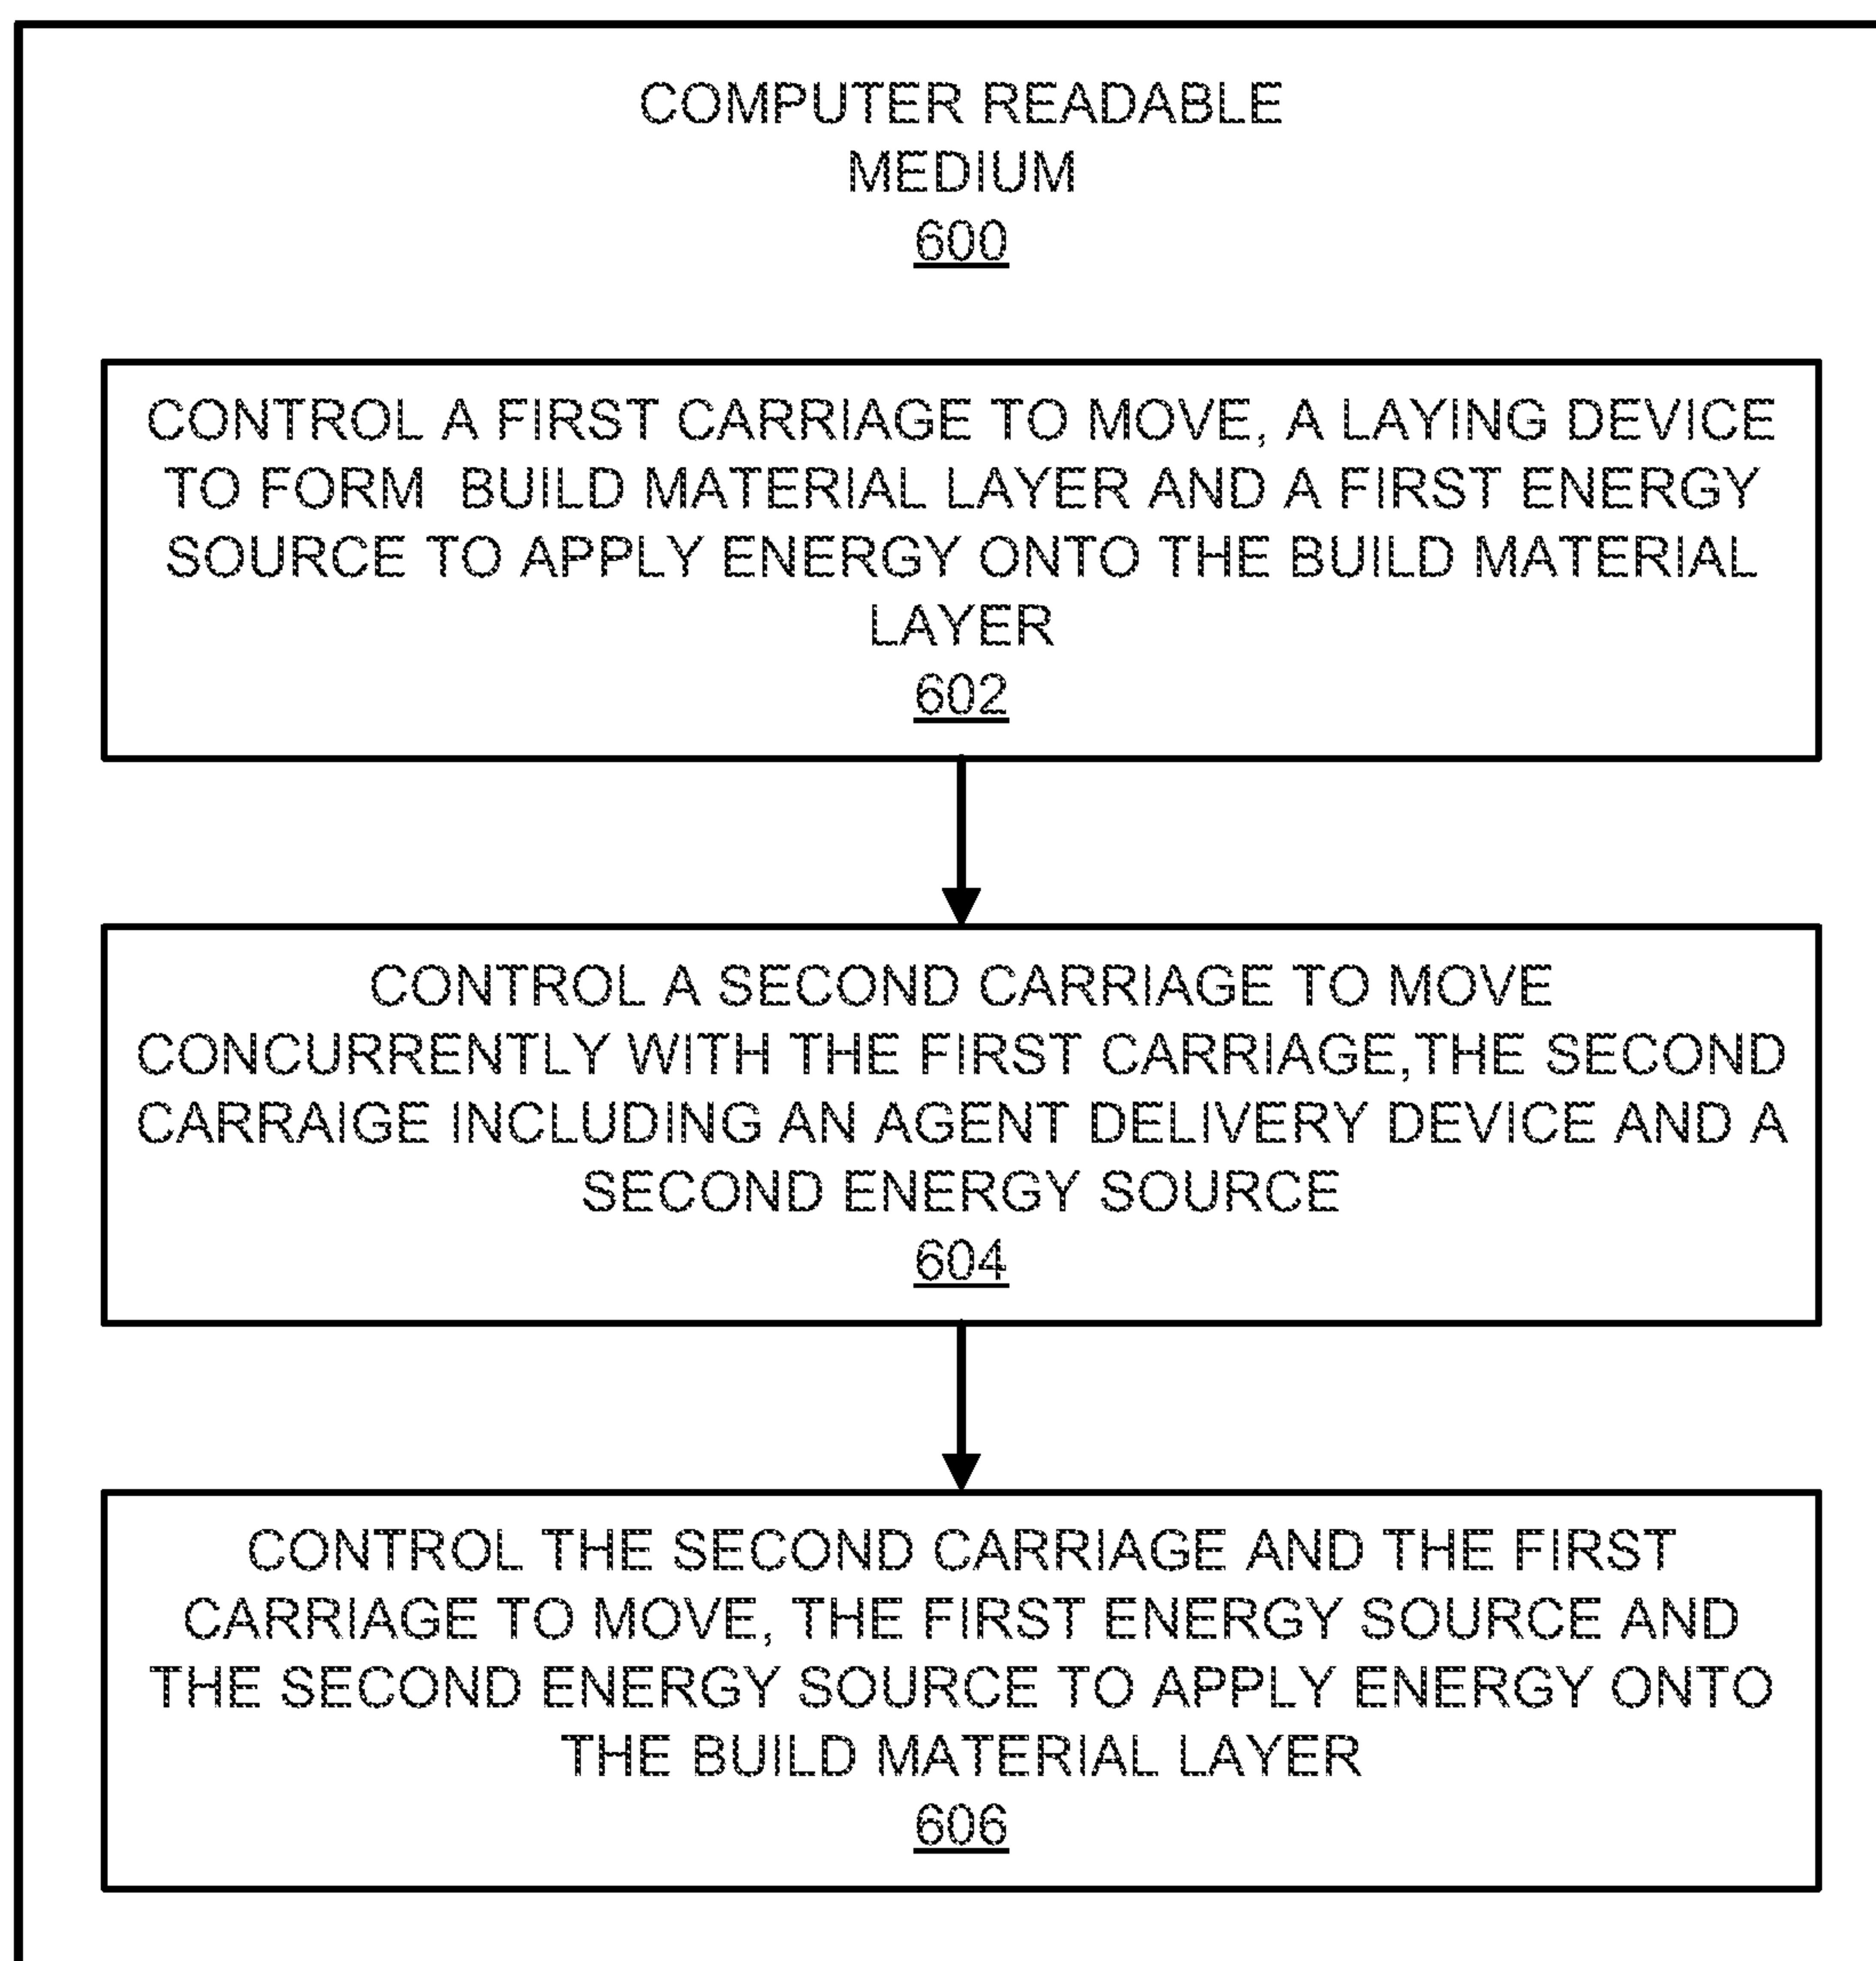 COMPUTER READABLE
MEDIUM
600
CONTROL A FIRST CARRIAGE TO MOVE, A LAYING DEVICE
TO FORM BUILD MATERIAL LAYER AND A FIRST ENERGY
SOURCE TO APPLY ENERGY ONTO THE BUILD MATERIAL
LAYER
602
CONTROL A SECOND CARRIAGE TO MOVE
CONCURRENTLY WITH THE FIRST CARRIAGE,THE SECOND
CARRAIGE INCLUDING AN AGENT DELIVERY DEVICE AND A
SECOND ENERGY SOURCE
604
CONTROL THE SECOND CARRIAGE AND THE FIRST
CARRIAGE TO MOVE, THE FIRST ENERGY SOURCE AND
THE SECOND ENERGY SOURCE TO APPLY ENERGY ONTO
THE BUILD MATERIAL LAYER
606